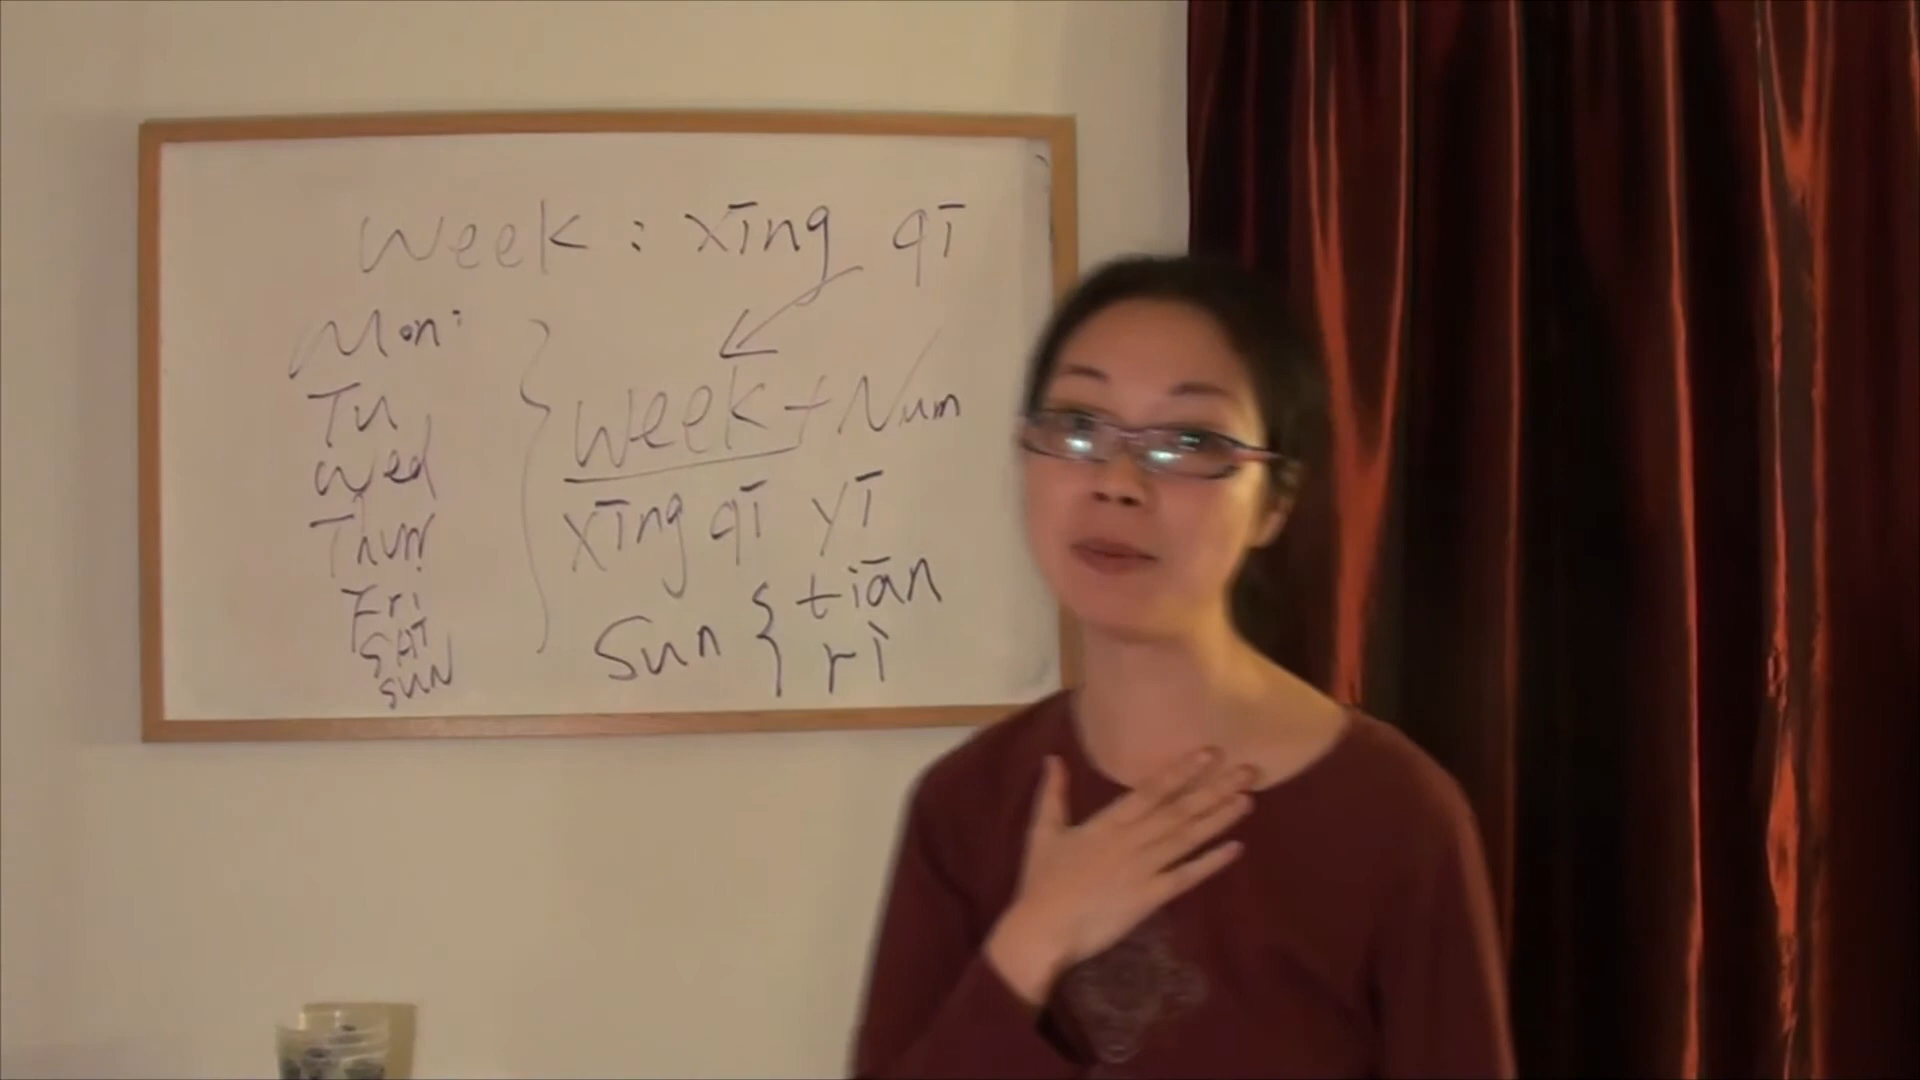 Week : xīng qī
Mon:
Tu
Wed
Thur
Fri
SAT
SUN
Week + Num
xīng qī yī
Sun { tiān
rì